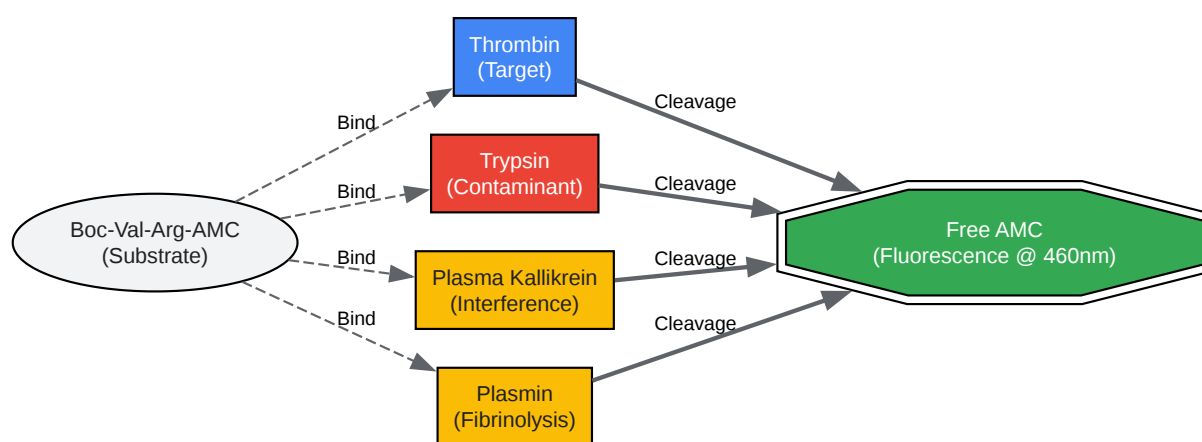 Thrombin
(Target)
Cleavage
Bind
Trypsin
(Contaminant)
Cleavage
Bind
Boc-Val-Arg-AMC
(Substrate)
Free AMC
(Fluorescence @ 460nm)
Bind
Plasma Kallikrein
(Interference)
Cleavage
Bind
Cleavage
Plasmin
(Fibrinolysis)